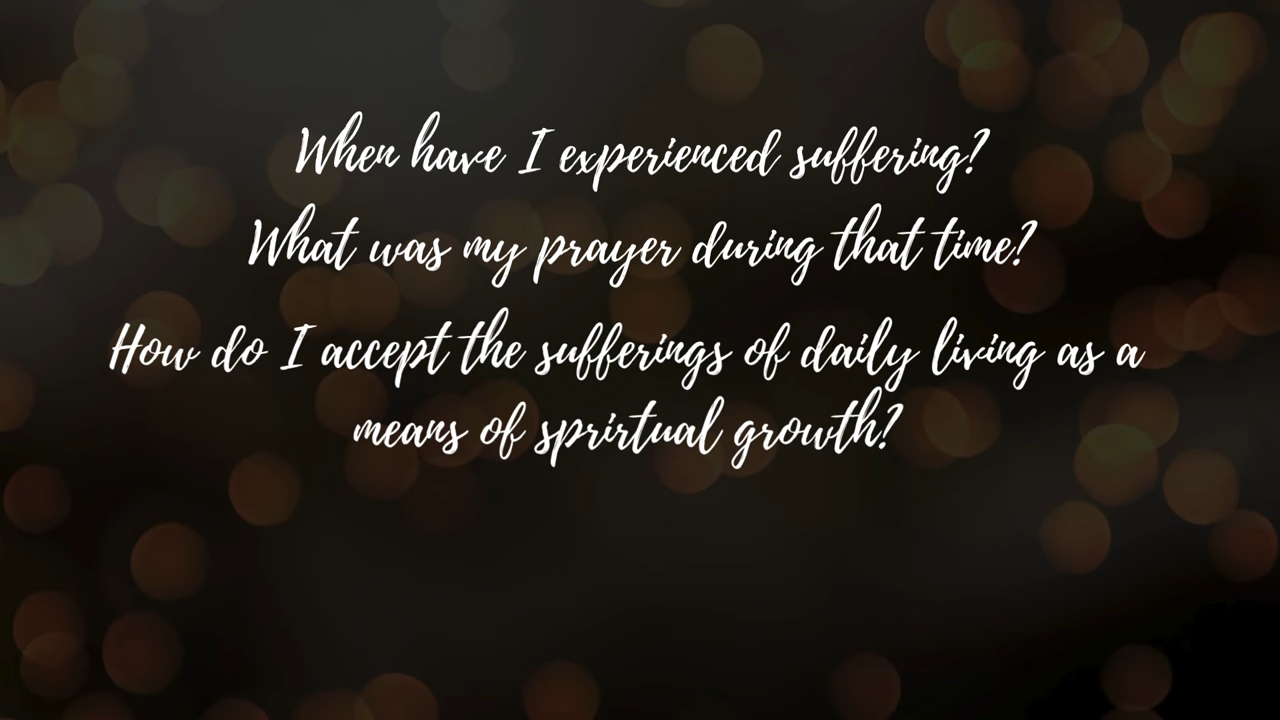 When have I experienced suffering?
What was my prayer during that time?
How do I accept the sufferings of daily living as a
means of sprirtual growth?